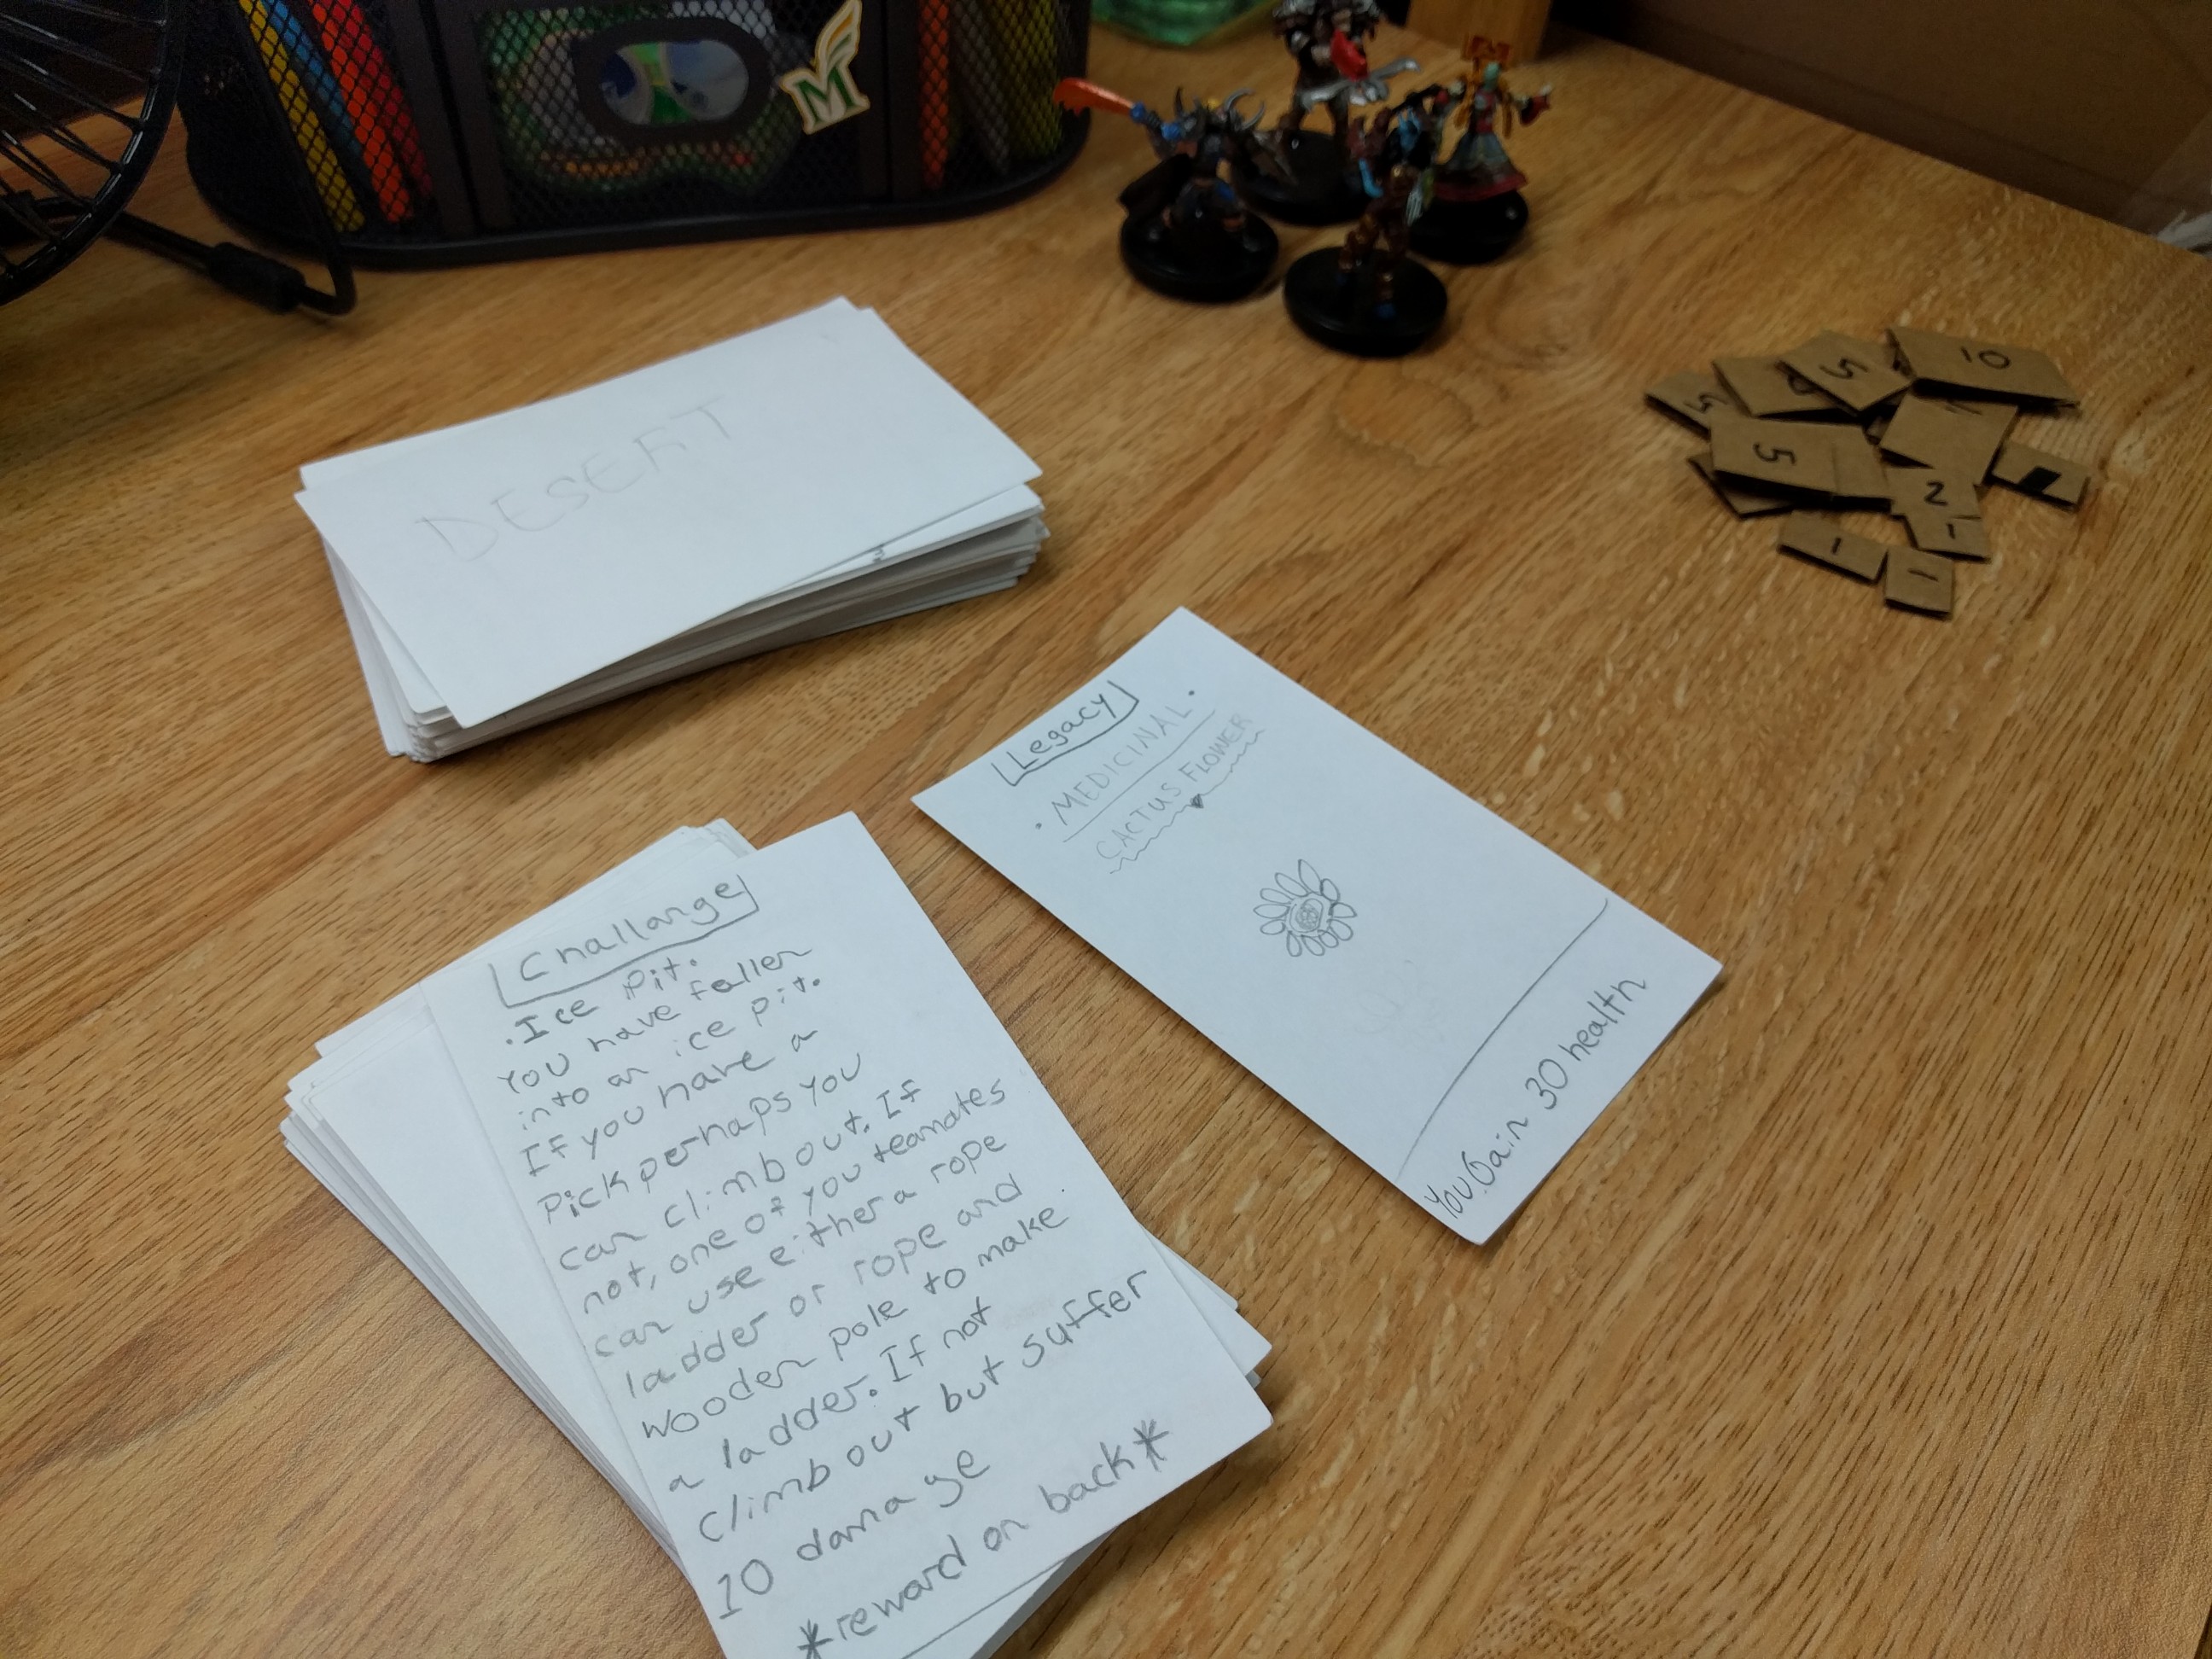 M
DESERT
10
5
5
5
2
1
1
1
Legacy
. MEDICINAL .
CACTUS FLOWER
You Gain 30 health
Challange
.Ice Pit.
You have fallen
into an ice pit.
If you have a
pick perhaps you
can climb out. If
not, one of you teamates
can use either a rope
ladder or rope and
wooden pole to make
a ladder. If not
climb out but suffer
10 damage
*reward on back*